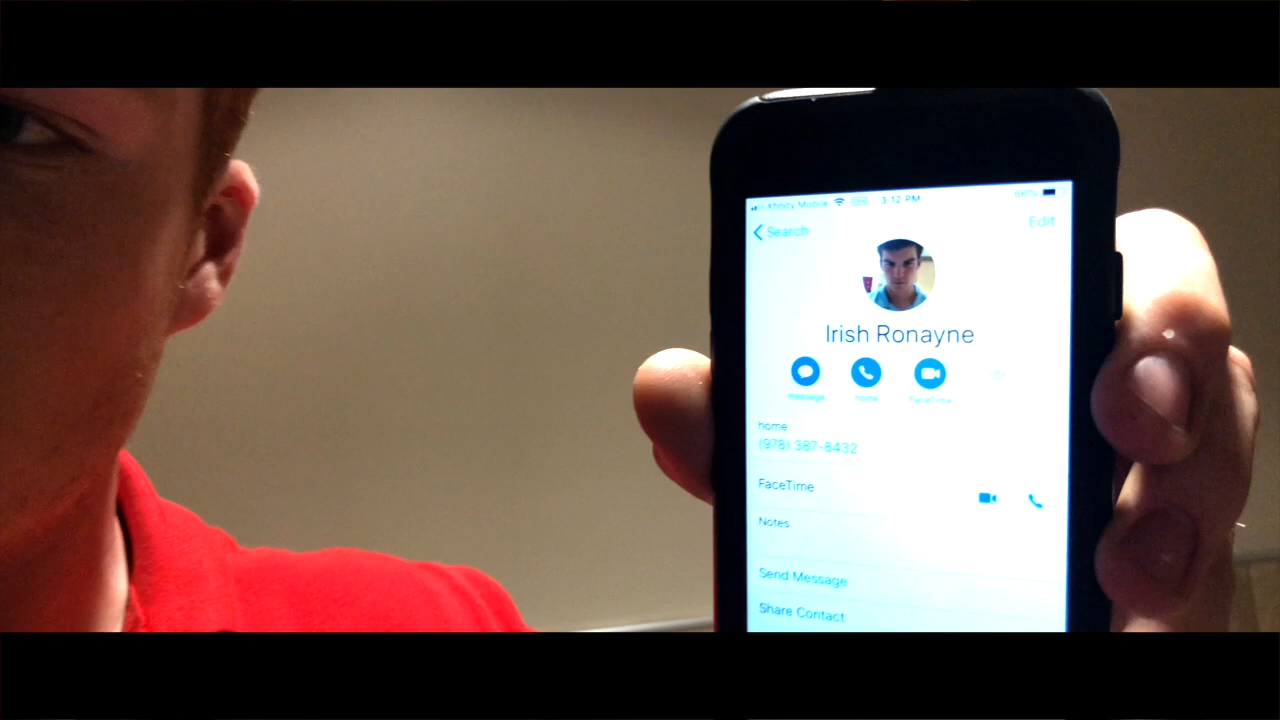 Xfinity Mobile 3:12 PM 66%
Search Edit
Irish Ronayne
message home FaceTime
home
(978) 387-8432
FaceTime
Notes
Send Message
Share Contact